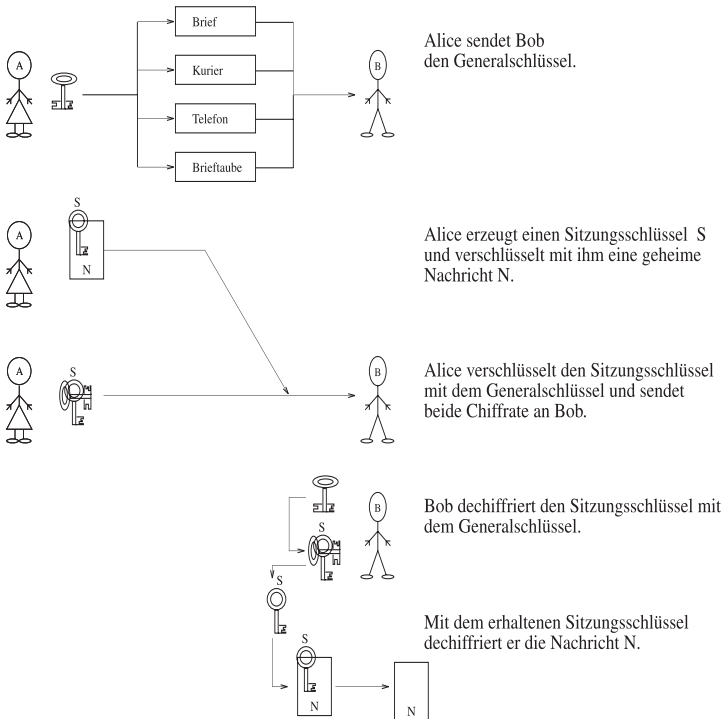 Brief
Alice sendet Bob
den Generalschlüssel.
A
B
Kurier
Telefon
Brieftaube
S
A
N
Alice erzeugt einen Sitzungsschlüssel S
und verschlüsselt mit ihm eine geheime
Nachricht N.
A
S
B
Alice verschlüsselt den Sitzungsschlüssel
mit dem Generalschlüssel und sendet
beide Chiffrate an Bob.
B
Bob dechiffriert den Sitzungsschlüssel mit
dem Generalschlüssel.
S
S
Mit dem erhaltenen Sitzungsschlüssel
dechiffriert er die Nachricht N.
S
N
N